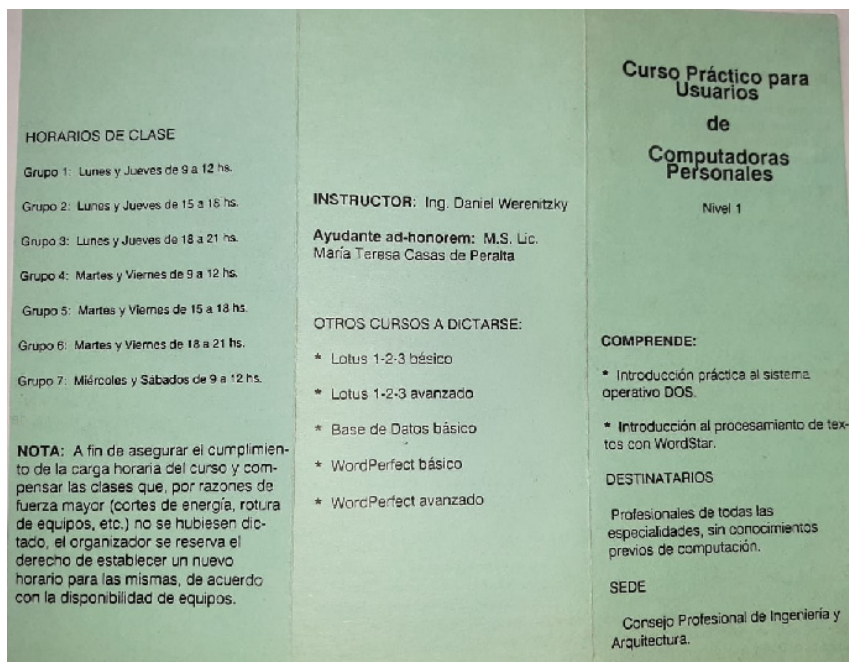 HORARIOS DE CLASE
Grupo 1: Lunes y Jueves de 9 a 12 hs.
Grupo 2: Lunes y Jueves de 15 a 18 hs.
Grupo 3: Lunes y Jueves de 18 a 21 hs.
Grupo 4: Martes y Viernes de 9 a 12 hs.
Grupo 5: Martes y Viernes de 15 a 18 hs.
Grupo 6: Martes y Viernes de 18 a 21 hs.
Grupo 7: Miércoles y Sábados de 9 a 12 hs.
NOTA: A fin de asegurar el cumplimien-
to de la carga horaria del curso y com-
pensar las clases que, por razones de
fuerza mayor (cortes de energía, rotura
de equipos, etc.) no se hubiesen dic-
tado, el organizador se reserva el
derecho de establecer un nuevo
horario para las mismas, de acuerdo
con la disponibilidad de equipos.
INSTRUCTOR: Ing. Daniel Werenitzky
Ayudante ad-honorem: M.S. Lic.
María Teresa Casas de Peralta
OTROS CURSOS A DICTARSE:
* Lotus 1-2-3 básico
* Lotus 1-2-3 avanzado
* Base de Datos básico
* WordPerfect básico
* WordPerfect avanzado
Curso Práctico para
Usuarios
de
Computadoras
Personales
Nivel 1
COMPRENDE:
* Introducción práctica al sistema
operativo DOS.
* Introducción al procesamiento de tex-
tos con WordStar.
DESTINATARIOS
Profesionales de todas las
especialidades, sin conocimientos
previos de computación.
SEDE
Consejo Profesional de Ingeniería y
Arquitectura.